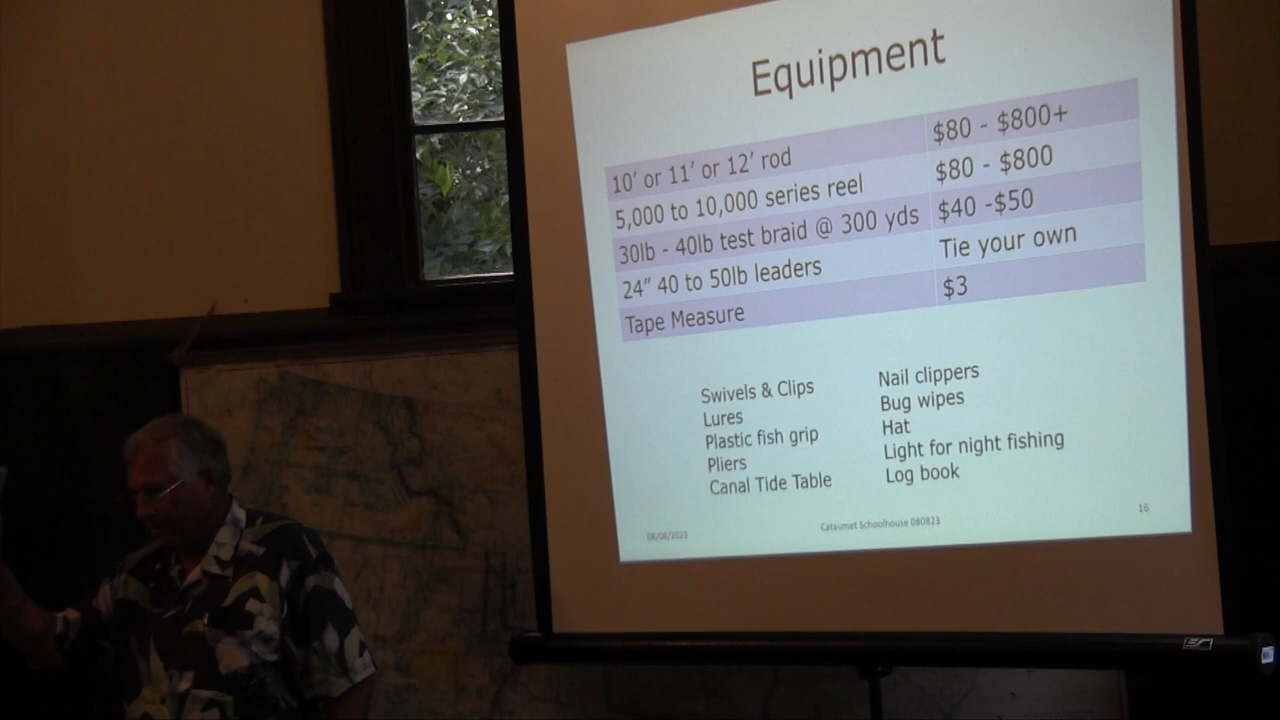 Equipment
10' or 11' or 12' rod $80 - $800+
5,000 to 10,000 series reel $80 - $800
30lb - 40lb test braid @ 300 yds $40 -$50
24" 40 to 50lb leaders Tie your own
Tape Measure $3
Swivels & Clips
Lures
Plastic fish grip
Pliers
Canal Tide Table
Nail clippers
Bug wipes
Hat
Light for night fishing
Log book
08/08/2023
Cataumet Schoolhouse 080823
16